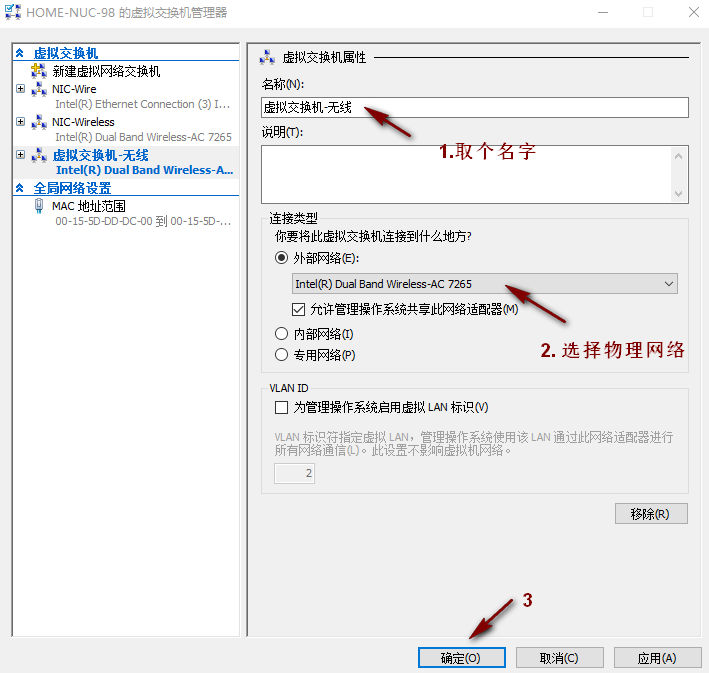 HOME-NUC-98 的虚拟交换机管理器
虚拟交换机
新建虚拟网络交换机
NIC-Wire
Intel(R) Ethernet Connection (3) I...
NIC-Wireless
Intel(R) Dual Band Wireless-AC 7265
虚拟交换机-无线
Intel(R) Dual Band Wireless-A...
全局网络设置
MAC 地址范围
00-15-5D-DD-DC-00 到 00-15-5D-...
虚拟交换机属性
名称(N):
虚拟交换机-无线
1.取个名字
说明(T):
连接类型
你要将此虚拟交换机连接到什么地方?
外部网络(E):
Intel(R) Dual Band Wireless-AC 7265
允许管理操作系统共享此网络适配器(M)
内部网络(I)
专用网络(P)
2. 选择物理网络
VLAN ID
为管理操作系统启用虚拟 LAN 标识(V)
VLAN 标识符指定虚拟 LAN，管理操作系统使用该 LAN 通过此网络适配器进行
所有网络通信(L)。此设置不影响虚拟机网络。
2
移除(R)
3
确定(O)
取消(C)
应用(A)